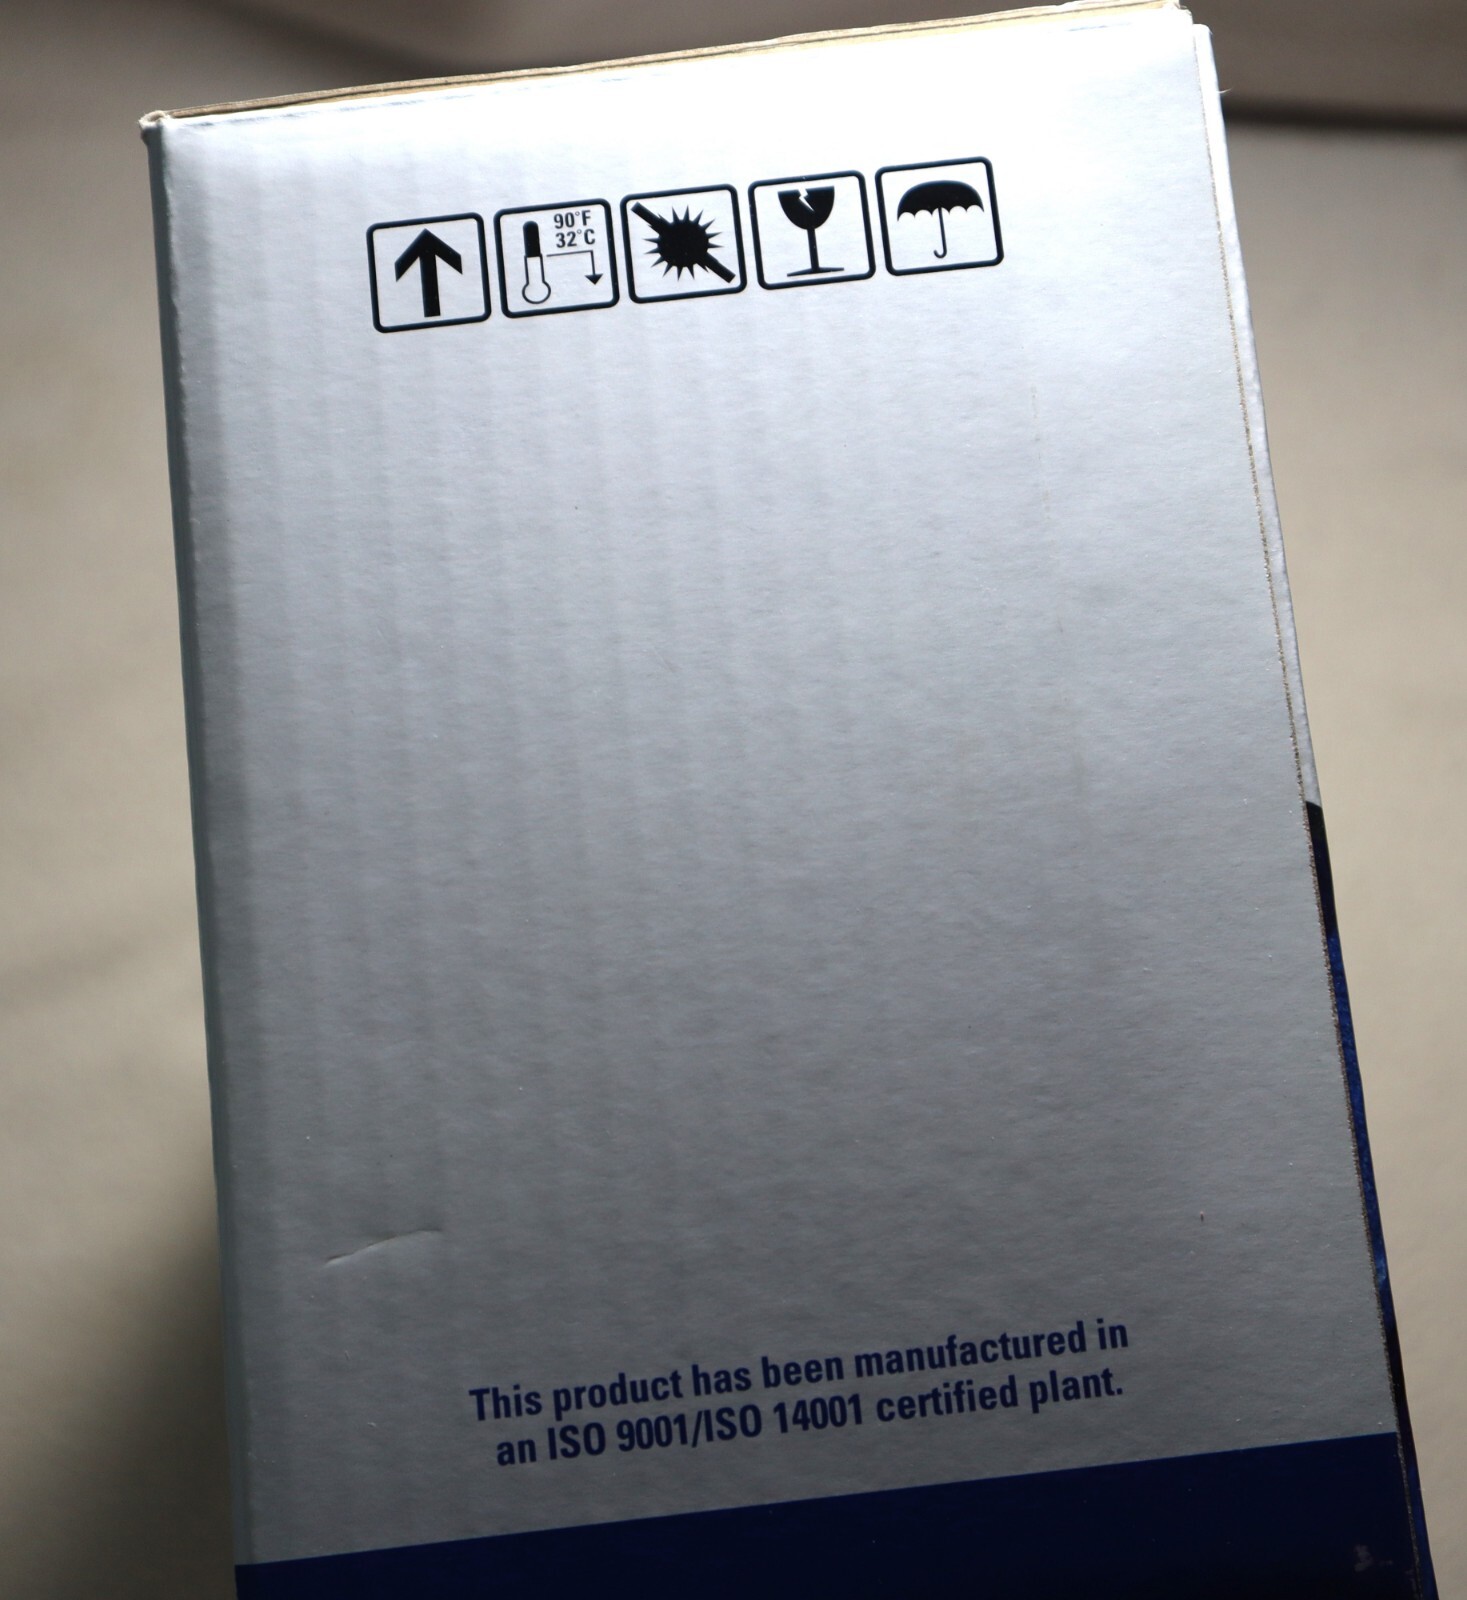 90°F
32°C
This product has been manufactured in
an ISO 9001/ISO 14001 certified plant.